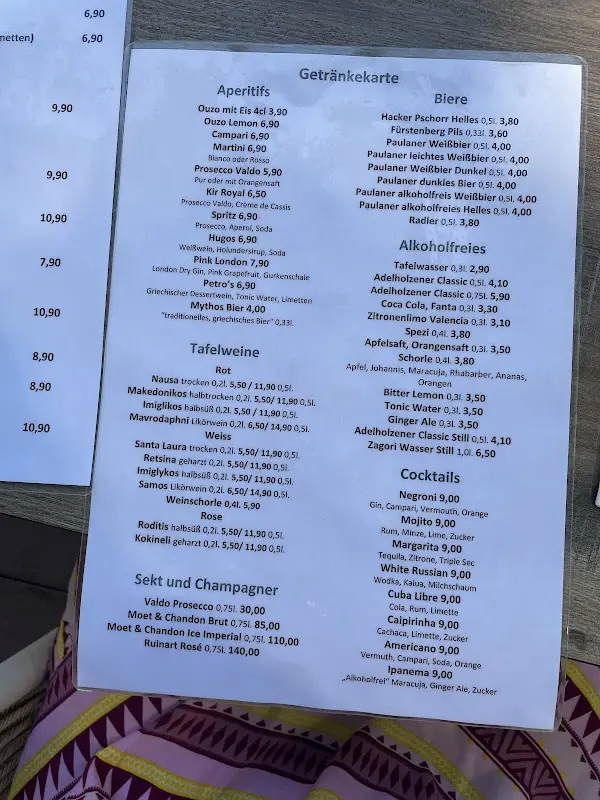 6,90
netten) 6,90
9,90
9,90
10,90
7,90
10,90
8,90
8,90
10,90
Getränkekarte
Aperitifs
Ouzo mit Eis 4cl 3,90
Ouzo Lemon 6,90
Campari 6,90
Martini 6,90
Bianco oder Rosso
Prosecco Valdo 5,90
Pur oder mit Orangensaft
Kir Royal 6,50
Prosecco Valdo, Crème de Cassis
Spritz 6,90
Prosecco, Aperol, Soda
Hugos 6,90
Weißwein, Holundersirup, Soda
Pink London 7,90
London Dry Gin, Pink Grapefruit, Gurkenschale
Petro's 6,90
Griechischer Dessertwein, Tonic Water, Limetten
Mythos Bier 4,00
"traditionelles, griechisches Bier" 0,33l.
Tafelweine
Rot
Nausa trocken 0,2l. 5,50 / 11,90 0,5l.
Makedonikos halbtrocken 0,2l. 5,50 / 11,90 0,5l.
Imiglikos halbsüß 0,2l. 5,50 / 11,90 0,5l.
Mavrodaphni Likörwein 0,2l. 6,50/ 14,90 0,5l.
Weiss
Santa Laura trocken 0,2l. 5,50/ 11,90 0,5l.
Retsina geharzt 0,2l. 5,50/ 11,90 0,5l.
Imiglykos halbsüß 0,2l. 5,50/ 11,90 0,5l.
Samos Likörwein 0,2l. 6,50/ 14,90 0,5l.
Weinschorle 0,4l. 5,90
Rose
Roditis halbsüß 0,2l. 5,50/ 11,90 0,5l.
Kokineli geharzt 0,2l. 5,50/ 11,90 0,5l.
Sekt und Champagner
Valdo Prosecco 0,75l. 30,00
Moet & Chandon Brut 0,75l. 85,00
Moet & Chandon Ice Imperial 0,75l. 110,00
Ruinart Rosé 0,75l. 140,00
Biere
Hacker Pschorr Helles 0,5l. 3,80
Fürstenberg Pils 0,33l. 3,60
Paulaner Weißbier 0,5l. 4,00
Paulaner leichtes Weißbier 0,5l. 4,00
Paulaner Weißbier Dunkel 0,5l. 4,00
Paulaner dunkles Bier 0,5l. 4,00
Paulaner alkoholfreis Weißbier 0,5l. 4,00
Paulaner alkoholfreies Helles 0,5l. 4,00
Radler 0,5l. 3,80
Alkoholfreies
Tafelwasser 0,3l. 2,90
Adelholzener Classic 0,5l. 4,10
Adelholzener Classic 0,75l. 5,90
Coca Cola, Fanta 0,3l. 3,30
Zitronenlimo Valencia 0,3l. 3,10
Spezi 0,4l. 3,80
Apfelsaft, Orangensaft 0,3l. 3,50
Schorle 0,4l. 3,80
Apfel, Johannis, Maracuja, Rhabarber, Ananas,
Orangen
Bitter Lemon 0,3l. 3,50
Tonic Water 0,3l. 3,50
Ginger Ale 0,3l. 3,50
Adelholzener Classic Still 0,5l. 4,10
Zagori Wasser Still 1,0l. 6,50
Cocktails
Negroni 9,00
Gin, Campari, Vermouth, Orange
Mojito 9,00
Rum, Minze, Lime, Zucker
Margarita 9,00
Tequila, Zitrone, Triple Sec
White Russian 9,00
Wodka, Kalua, Milchschaum
Cuba Libre 9,00
Cola, Rum, Limette
Caipirinha 9,00
Cachaca, Limette, Zucker
Americano 9,00
Vermuth, Campari, Soda, Orange
Ipanema 9,00
„Alkoholfrei" Maracuja, Ginger Ale, Zucker